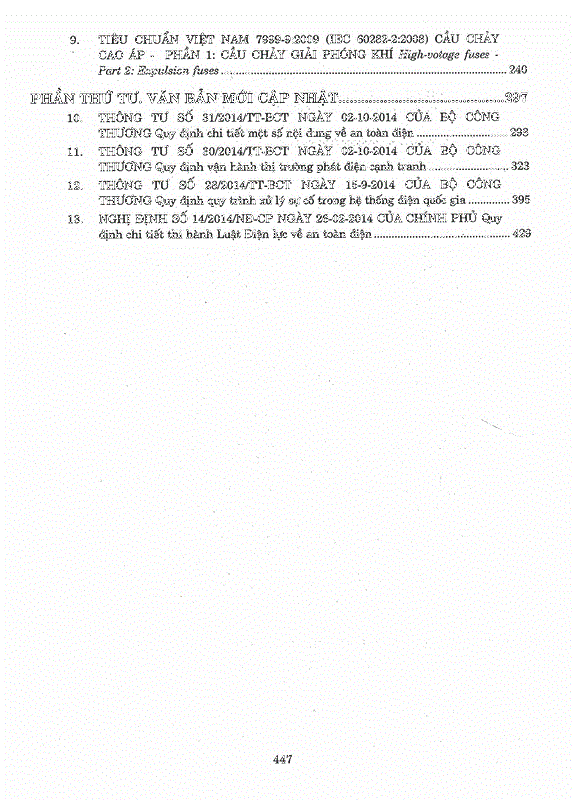 9. TIÊU CHUẨN VIỆT NAM 7999-2:2009 (IEC 60282-2:2008) CẦU CHẢY
CAO ÁP - PHẦN 1: CẦU CHẢY GIẢI PHÓNG KHÍ High-votage fuses -
Part 2: Expulsion fuses 240
PHẦN THỨ TƯ. VĂN BẢN MỚI CẬP NHẬT
10. THÔNG TƯ SỐ 31/2014/TT-BCT NGÀY 02-10-2014 CỦA BỘ CÔNG
THƯƠNG Quy định chi tiết một số nội dung về an toàn điện 298
11. THÔNG TƯ SỐ 30/2014/TT-BCT NGÀY 02-10-2014 CỦA BỘ CÔNG
THƯƠNG Quy định vận hành thị trường phát điện cạnh tranh 323
12. THÔNG TƯ SỐ 28/2014/TT-BCT NGÀY 15-9-2014 CỦA BỘ CÔNG
THƯƠNG Quy định quy trình xử lý sự cố trong hệ thống điện quốc gia 395
13. NGHỊ ĐỊNH SỐ 14/2014/NĐ-CP NGÀY 26-02-2014 CỦA CHÍNH PHỦ Quy
định chi tiết thi hành Luật Điện lực về an toàn điện 423
447